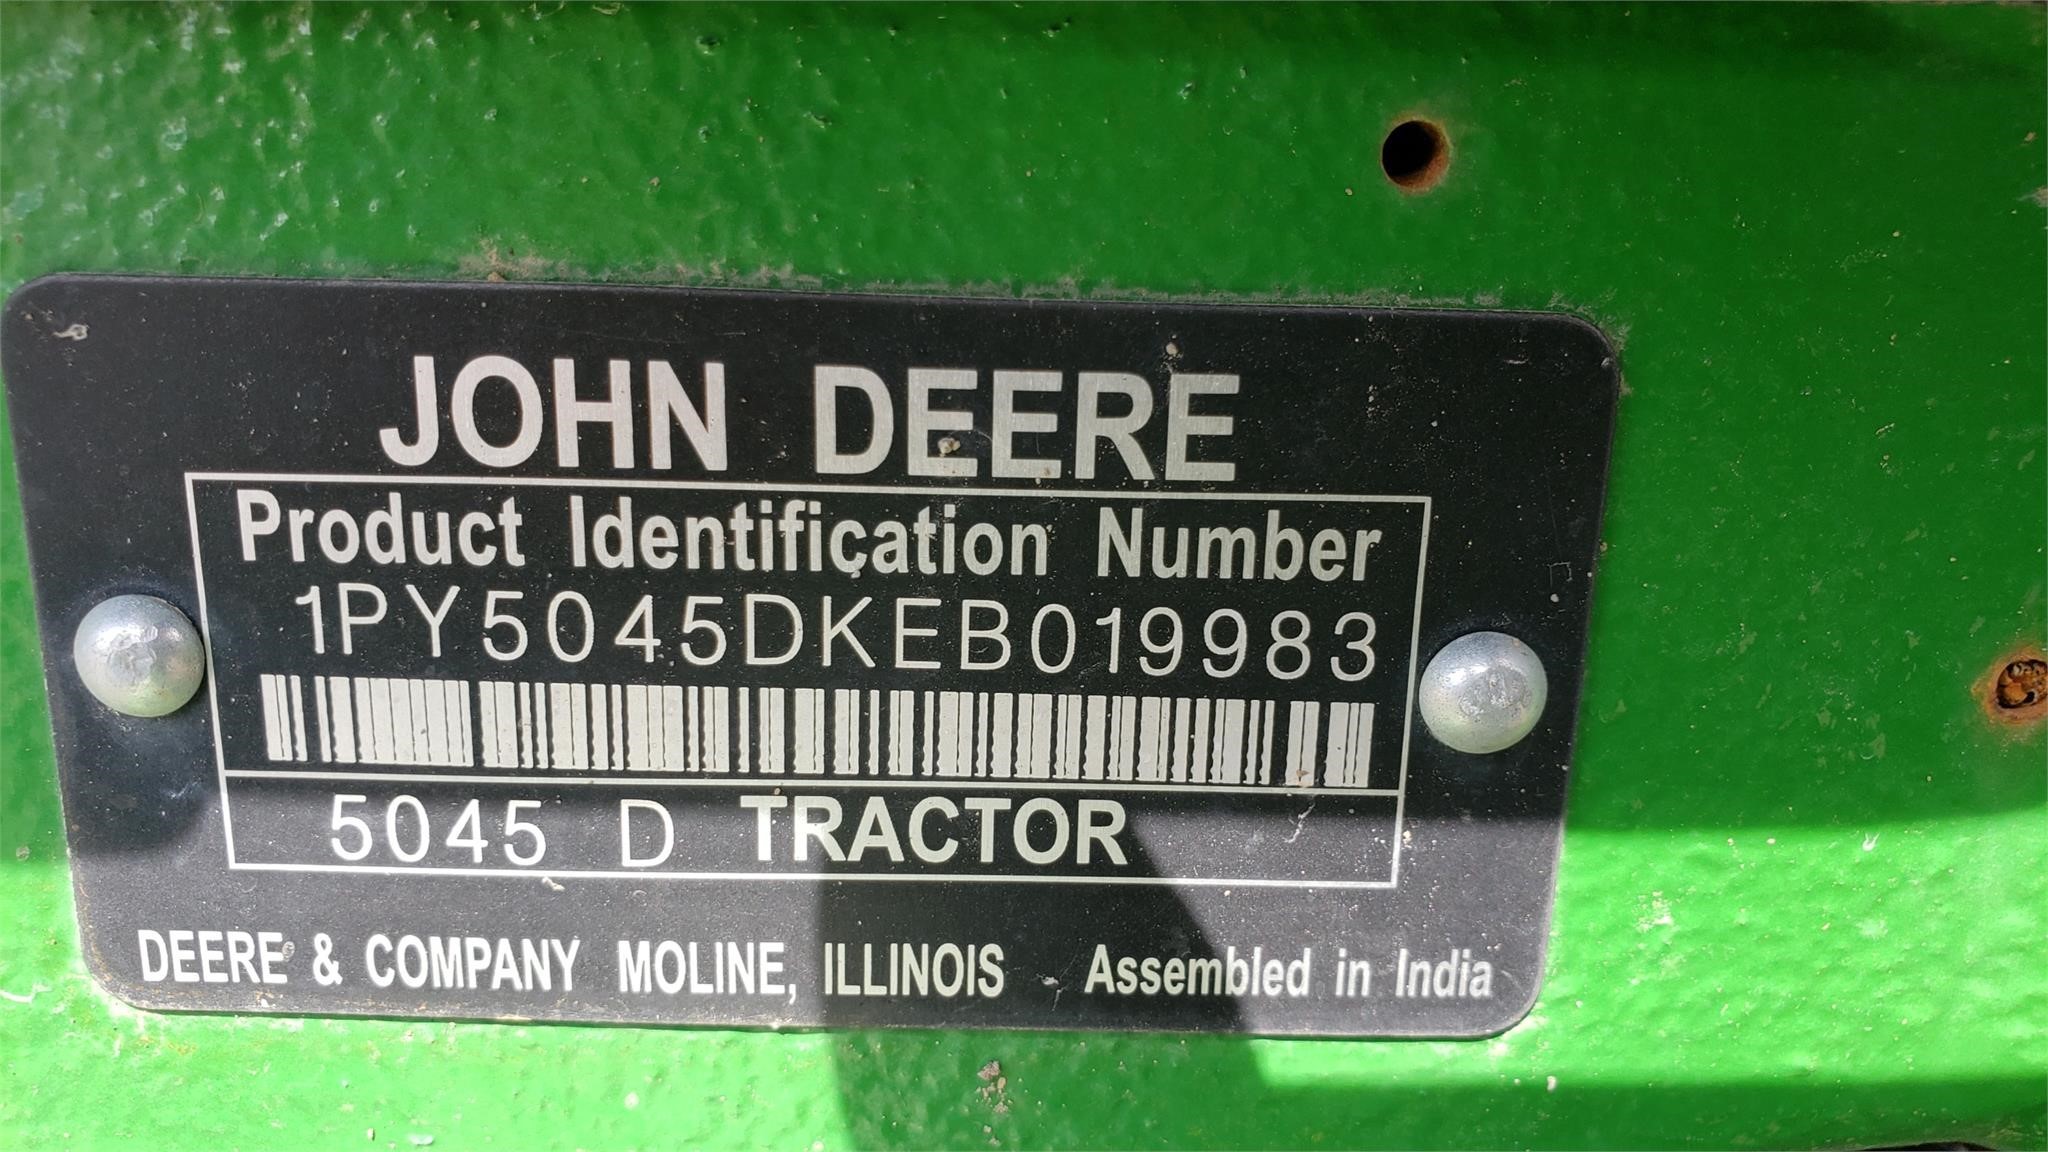 JOHN DEERE
Product Identification Number
1PY5045DKEB019983
5045 D TRACTOR
DEERE & COMPANY MOLINE, ILLINOIS Assembled in India